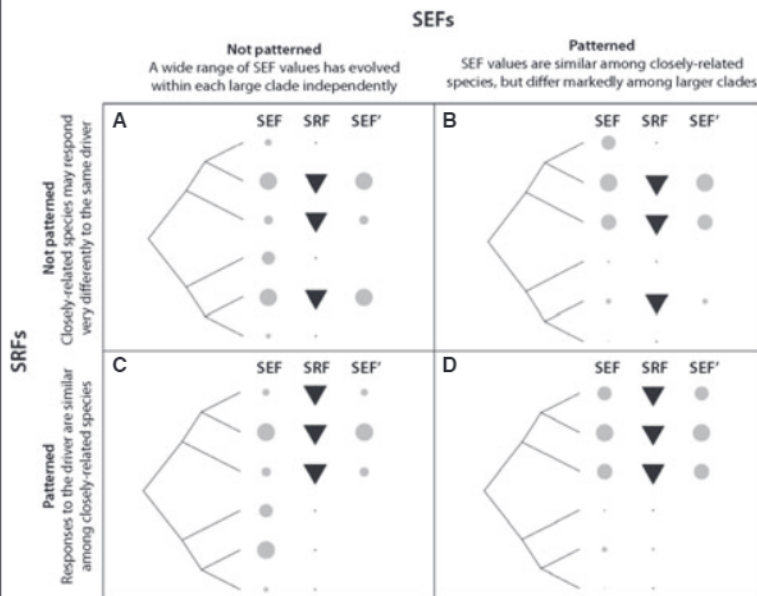 SEFs
Not patterned
A wide range of SEF values has evolved
within each large clade independently
Patterned
SEF values are similar among closely-related
species, but differ markedly among larger clades
SRFs
Not patterned
Closely-related species may respond
very differently to the same driver
A
SEF SRF SEF'
B
SEF SRF SEF'
Patterned
Responses to the driver are similar
among closely-related species
C
SEF SRF SEF'
D
SEF SRF SEF'